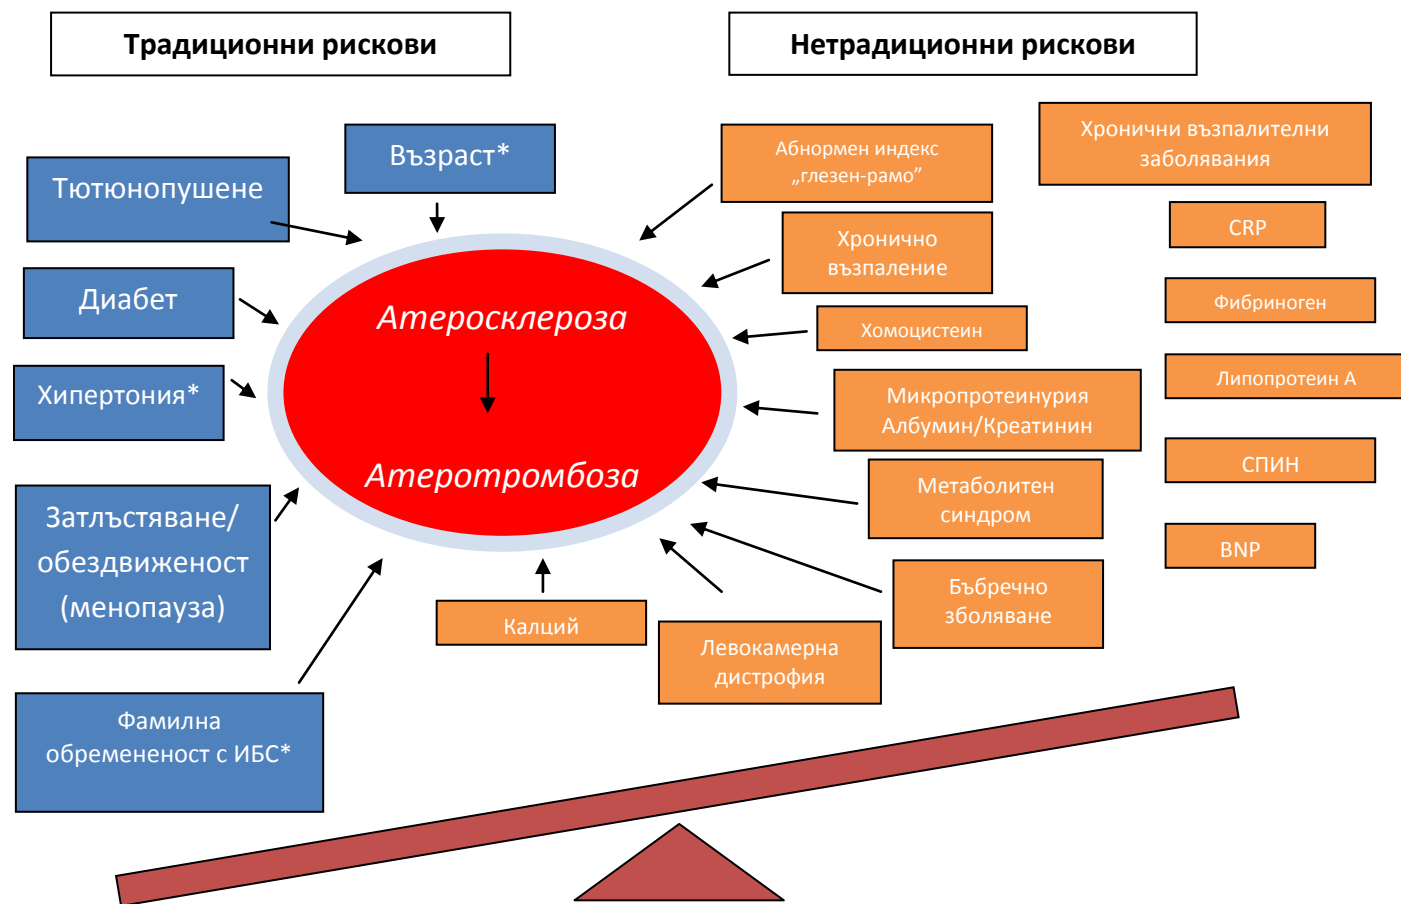 Традиционни рискови
Нетрадиционни рискови
Възраст*
Тютюнопушене
Диабет
Хипертония*
Затлъстяване/
обездвиженост
(менопауза)
Фамилна
обремененост с ИБС*
Атеросклероза
Атеротромбоза
Абнормен индекс
„глезен-рамо”
Хронично
възпаление
Хомоцистеин
Микропротеинурия
Албумин/Креатинин
Метаболитен
синдром
Бъбречно
зболяване
Левокамерна
дистрофия
Калций
Хронични възпалителни
заболявания
CRP
Фибриноген
Липопротеин А
СПИН
BNP